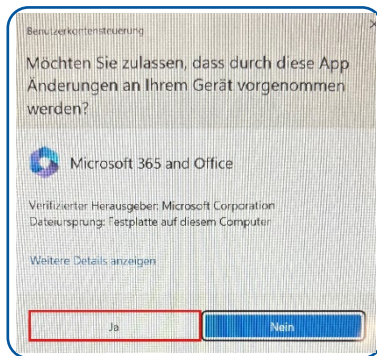 Benutzerkontensteuerung
Möchten Sie zulassen, dass durch diese App
Änderungen an Ihrem Gerät vorgenommen
werden?
Microsoft 365 and Office
Verifizierter Herausgeber: Microsoft Corporation
Dateiursprung: Festplatte auf diesem Computer
Weitere Details anzeigen
Ja
Nein